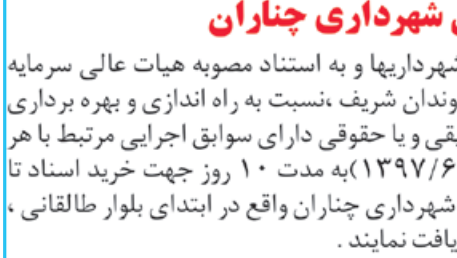 شهرداری چناران
شهرداریها و به استناد مصوبه هیات عالی سرمایه
وندان شریف ،نسبت به راه اندازی و بهره برداری
یقی و یا حقوقی دارای سوابق اجرایی مرتبط با هر
۱۳۹۷/۶)به مدت ۱۰ روز جهت خرید اسناد تا
شهرداری چناران واقع در ابتدای بلوار طالقانی ،
یافت نمایند .